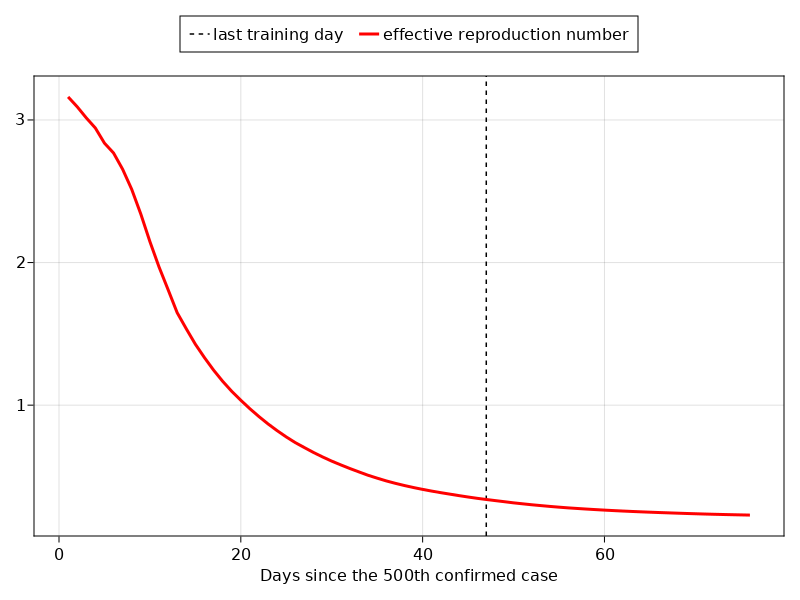 last training day effective reproduction number
3
2
1
0 20 40 60
Days since the 500th confirmed case